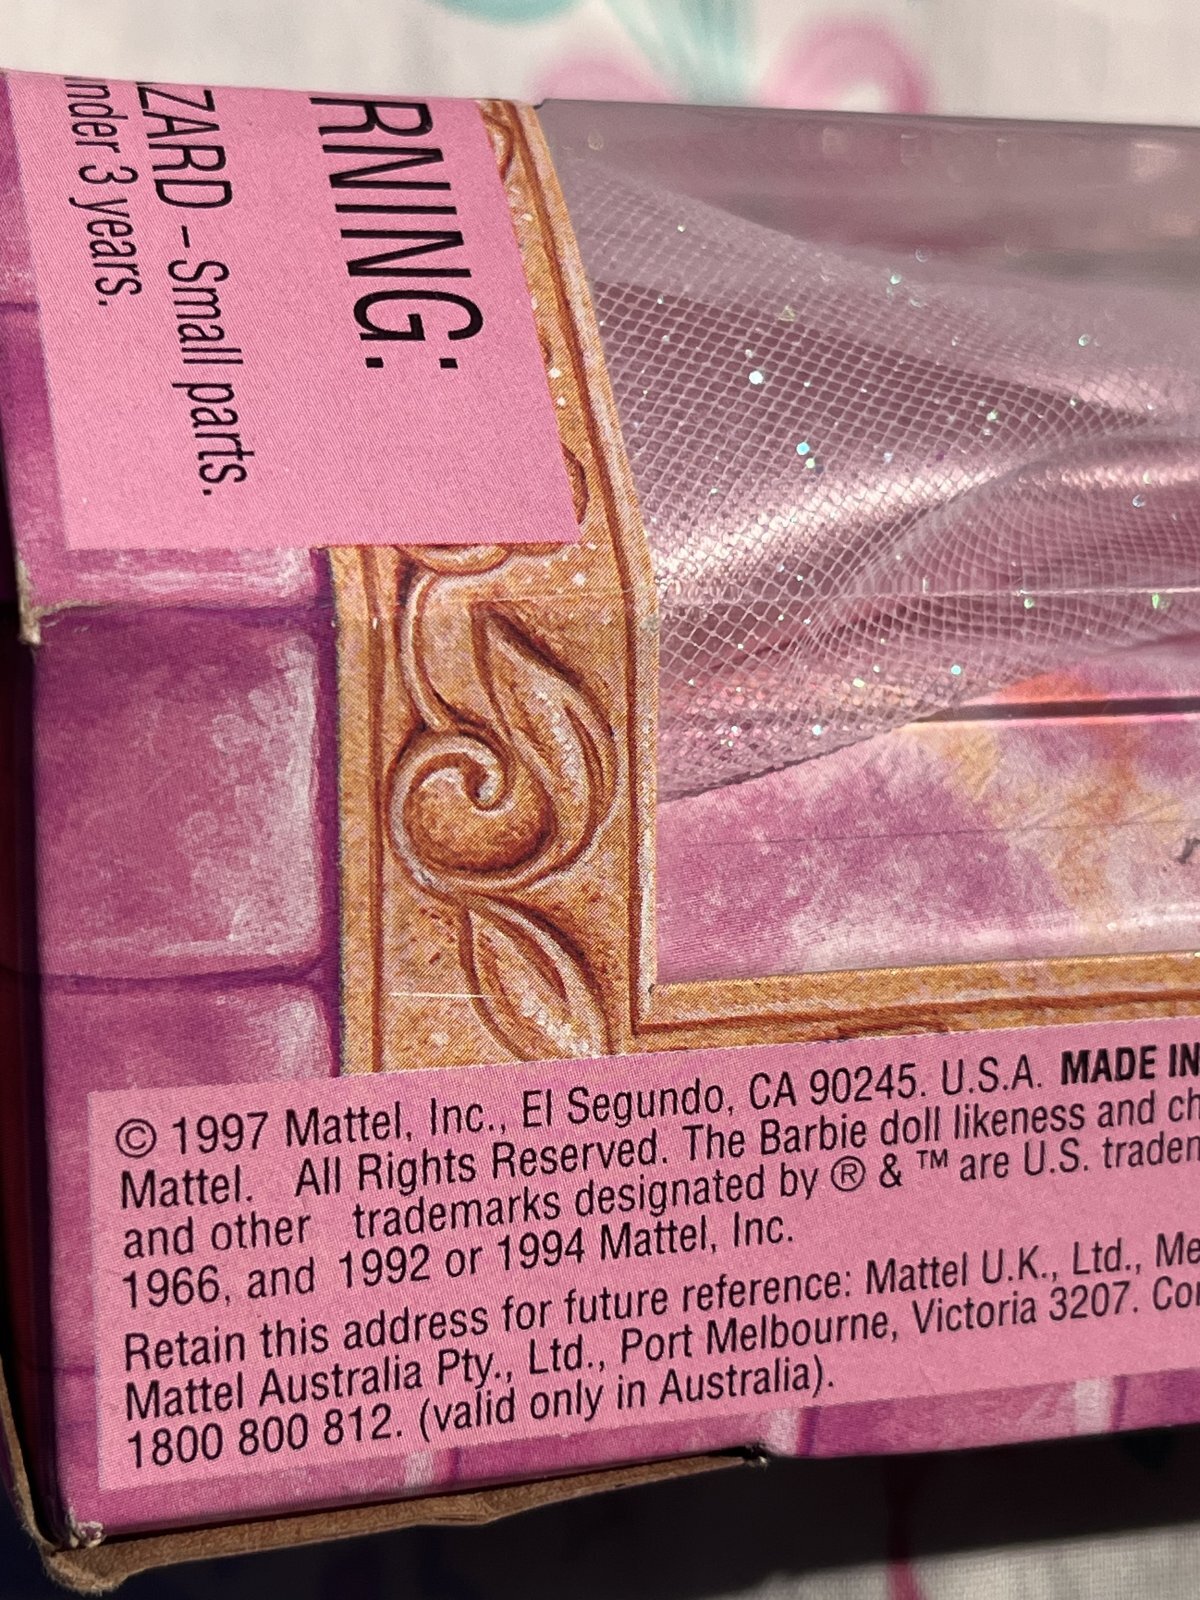 RNING:
ZARD - Small parts.
nder 3 years.
© 1997 Mattel, Inc., El Segundo, CA 90245. U.S.A. MADE IN
Mattel. All Rights Reserved. The Barbie doll likeness and ch
and other trademarks designated by ® & ™ are U.S. tradem
1966, and 1992 or 1994 Mattel, Inc.
Retain this address for future reference: Mattel U.K., Ltd., Me
Mattel Australia Pty., Ltd., Port Melbourne, Victoria 3207. Con
1800 800 812. (valid only in Australia).